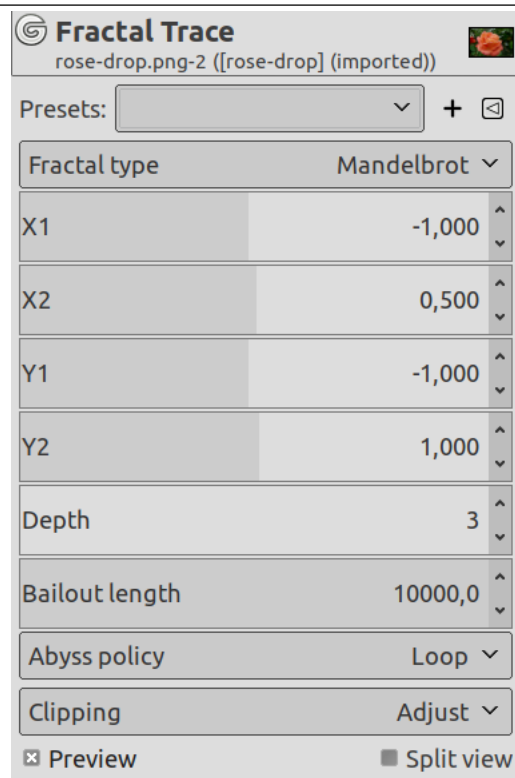 Fractal Trace
rose-drop.png-2 ([rose-drop] (imported))
Presets:
Fractal type Mandelbrot
X1 -1,000
X2 0,500
Y1 -1,000
Y2 1,000
Depth 3
Bailout length 10000,0
Abyss policy Loop
Clipping Adjust
Preview Split view